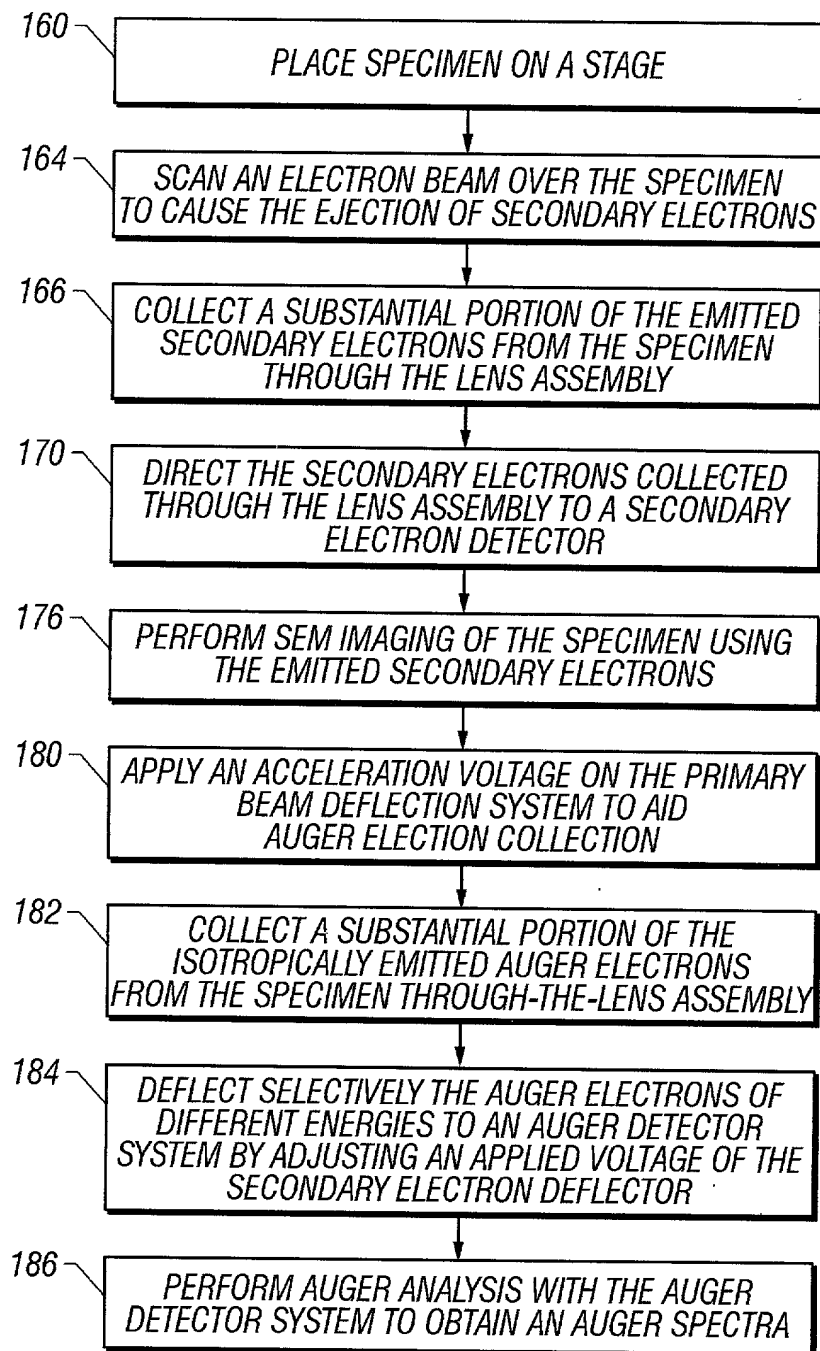 160
PLACE SPECIMEN ON A STAGE
164
SCAN AN ELECTRON BEAM OVER THE SPECIMEN
TO CAUSE THE EJECTION OF SECONDARY ELECTRONS
166
COLLECT A SUBSTANTIAL PORTION OF THE EMITTED
SECONDARY ELECTRONS FROM THE SPECIMEN
THROUGH THE LENS ASSEMBLY
170
DIRECT THE SECONDARY ELECTRONS COLLECTED
THROUGH THE LENS ASSEMBLY TO A SECONDARY
ELECTRON DETECTOR
176
PERFORM SEM IMAGING OF THE SPECIMEN USING
THE EMITTED SECONDARY ELECTRONS
180
APPLY AN ACCELERATION VOLTAGE ON THE PRIMARY
BEAM DEFLECTION SYSTEM TO AID
AUGER ELECTION COLLECTION
182
COLLECT A SUBSTANTIAL PORTION OF THE
ISOTROPICALLY EMITTED AUGER ELECTRONS
FROM THE SPECIMEN THROUGH-THE-LENS ASSEMBLY
184
DEFLECT SELECTIVELY THE AUGER ELECTRONS OF
DIFFERENT ENERGIES TO AN AUGER DETECTOR
SYSTEM BY ADJUSTING AN APPLIED VOLTAGE OF THE
SECONDARY ELECTRON DEFLECTOR
186
PERFORM AUGER ANALYSIS WITH THE AUGER
DETECTOR SYSTEM TO OBTAIN AN AUGER SPECTRA